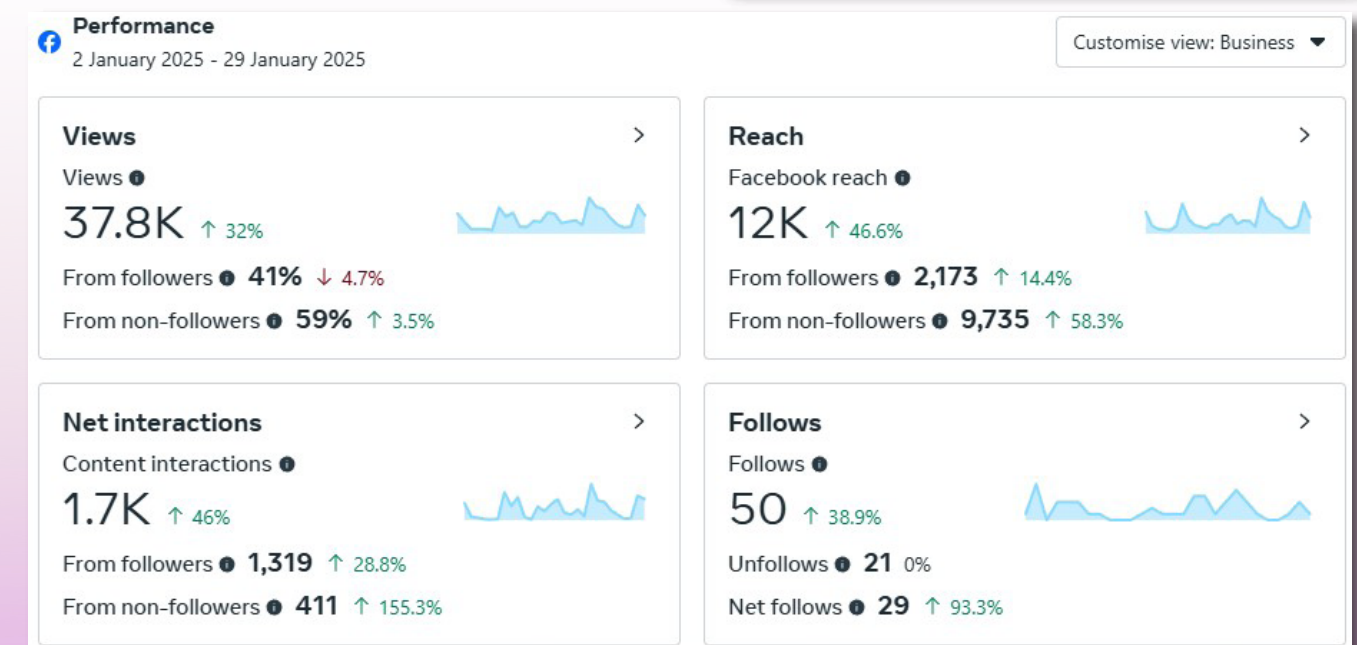 Performance
2 January 2025 - 29 January 2025
Customise view: Business
Views
Views
37.8K ↑ 32%
From followers 41% ↓ 4.7%
From non-followers 59% ↑ 3.5%
Reach
Facebook reach
12K ↑ 46.6%
From followers 2,173 ↑ 14.4%
From non-followers 9,735 ↑ 58.3%
Net interactions
Content interactions
1.7K ↑ 46%
From followers 1,319 ↑ 28.8%
From non-followers 411 ↑ 155.3%
Follows
Follows
50 ↑ 38.9%
Unfollows 21 0%
Net follows 29 ↑ 93.3%